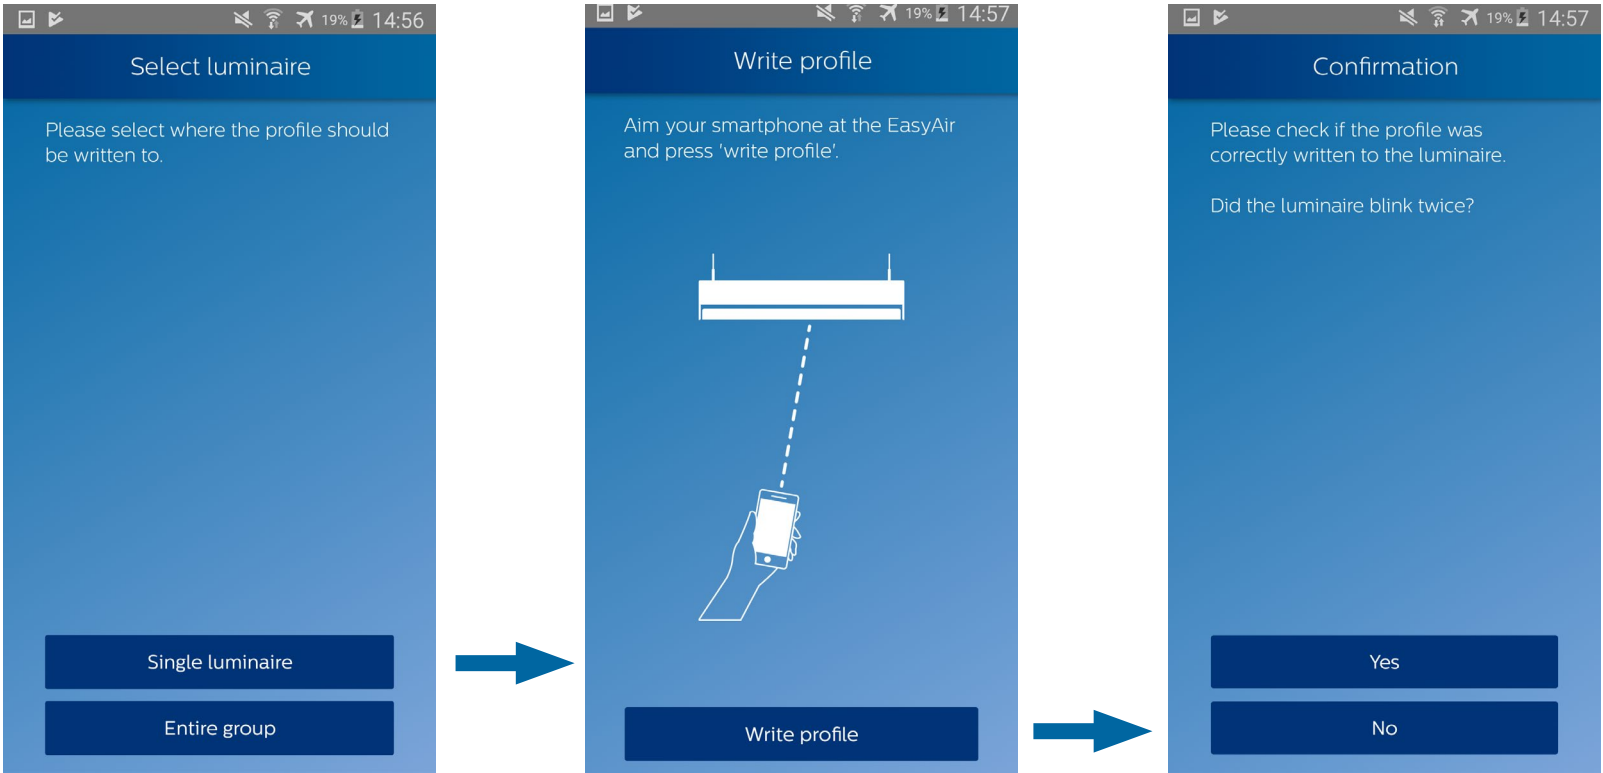 19% 14:56
Select luminaire
Please select where the profile should
be written to.
Single luminaire
Entire group
19% 14:57
Write profile
Aim your smartphone at the EasyAir
and press 'write profile'.
Write profile
19% 14:57
Confirmation
Please check if the profile was
correctly written to the luminaire.
Did the luminaire blink twice?
Yes
No